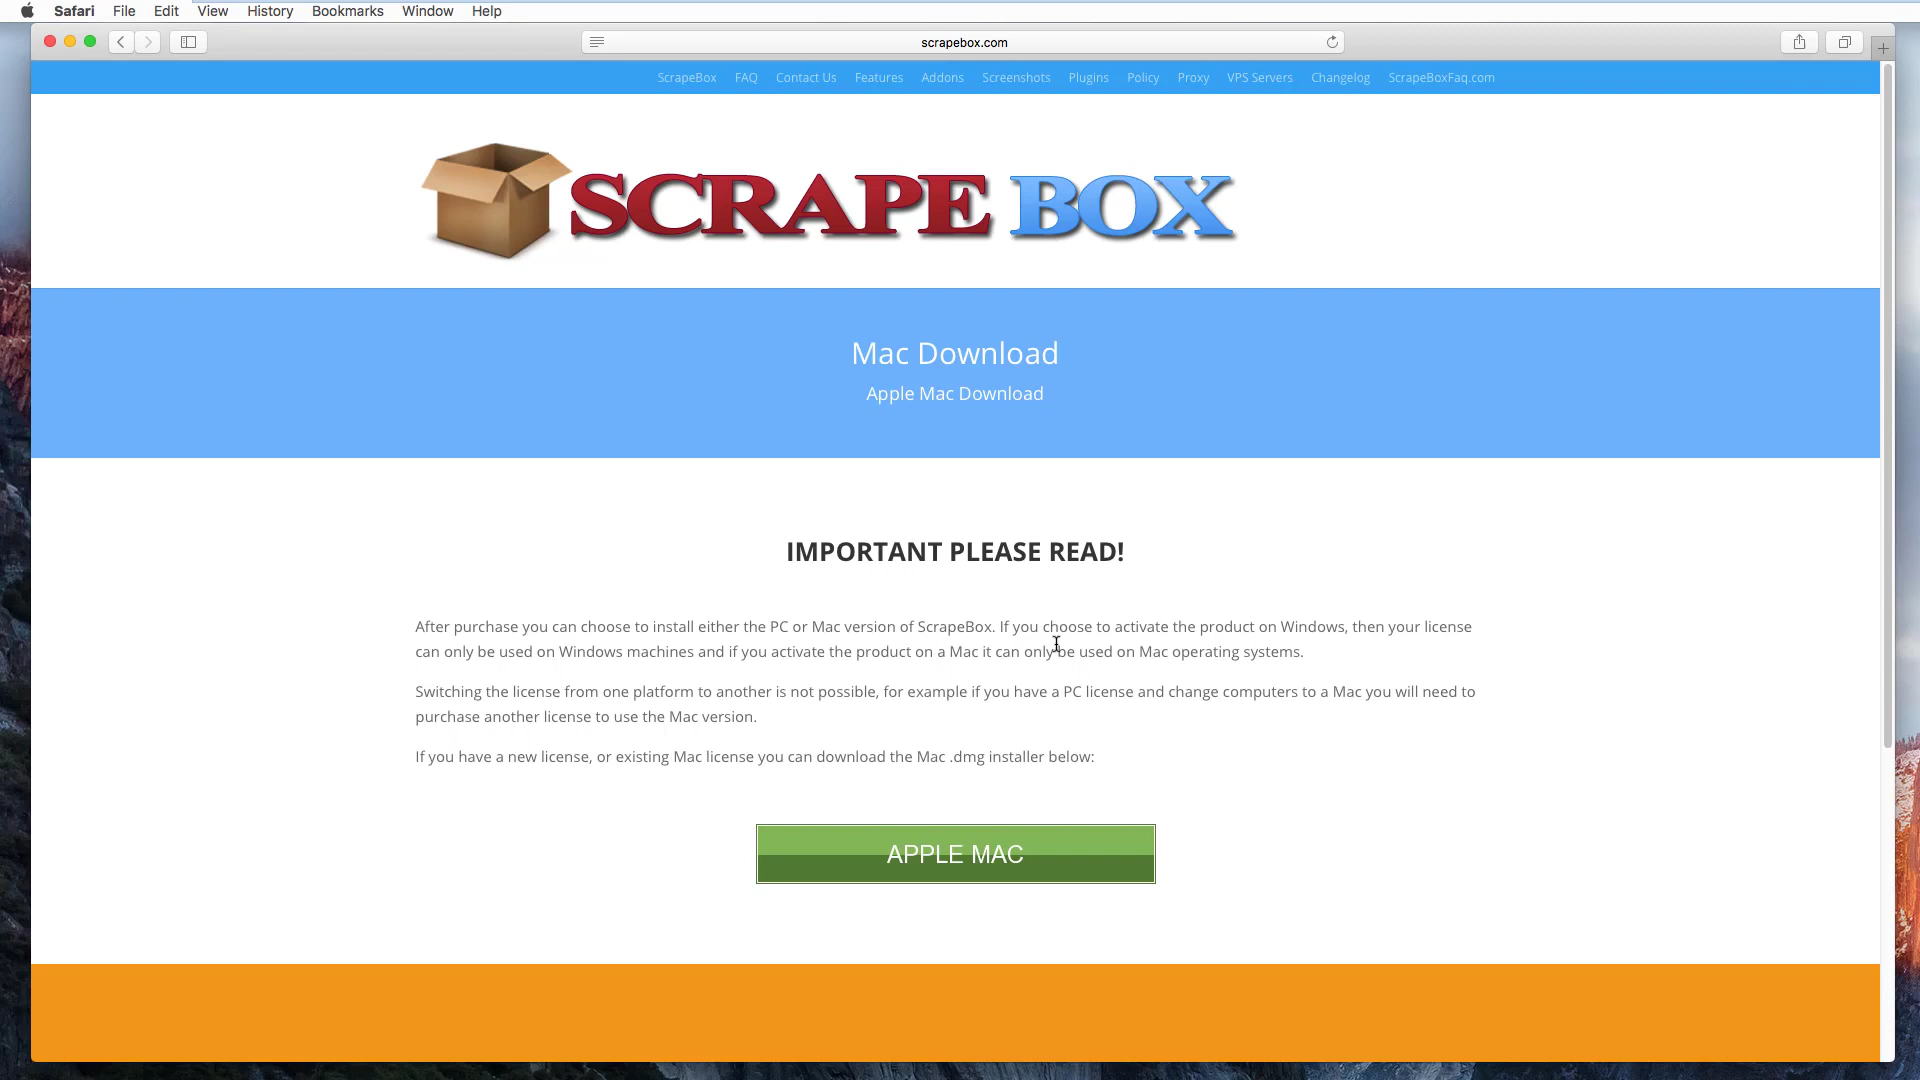 Safari File Edit View History Bookmarks Window Help
scrapebox.com
ScrapeBox FAQ Contact Us Features Addons Screenshots Plugins Policy Proxy VPS Servers Changelog ScrapeBoxFaq.com
SCRAPE BOX
Mac Download
Apple Mac Download
IMPORTANT PLEASE READ!
After purchase you can choose to install either the PC or Mac version of ScrapeBox. If you choose to activate the product on Windows, then your license
can only be used on Windows machines and if you activate the product on a Mac it can only be used on Mac operating systems.
Switching the license from one platform to another is not possible, for example if you have a PC license and change computers to a Mac you will need to
purchase another license to use the Mac version.
If you have a new license, or existing Mac license you can download the Mac .dmg installer below:
APPLE MAC